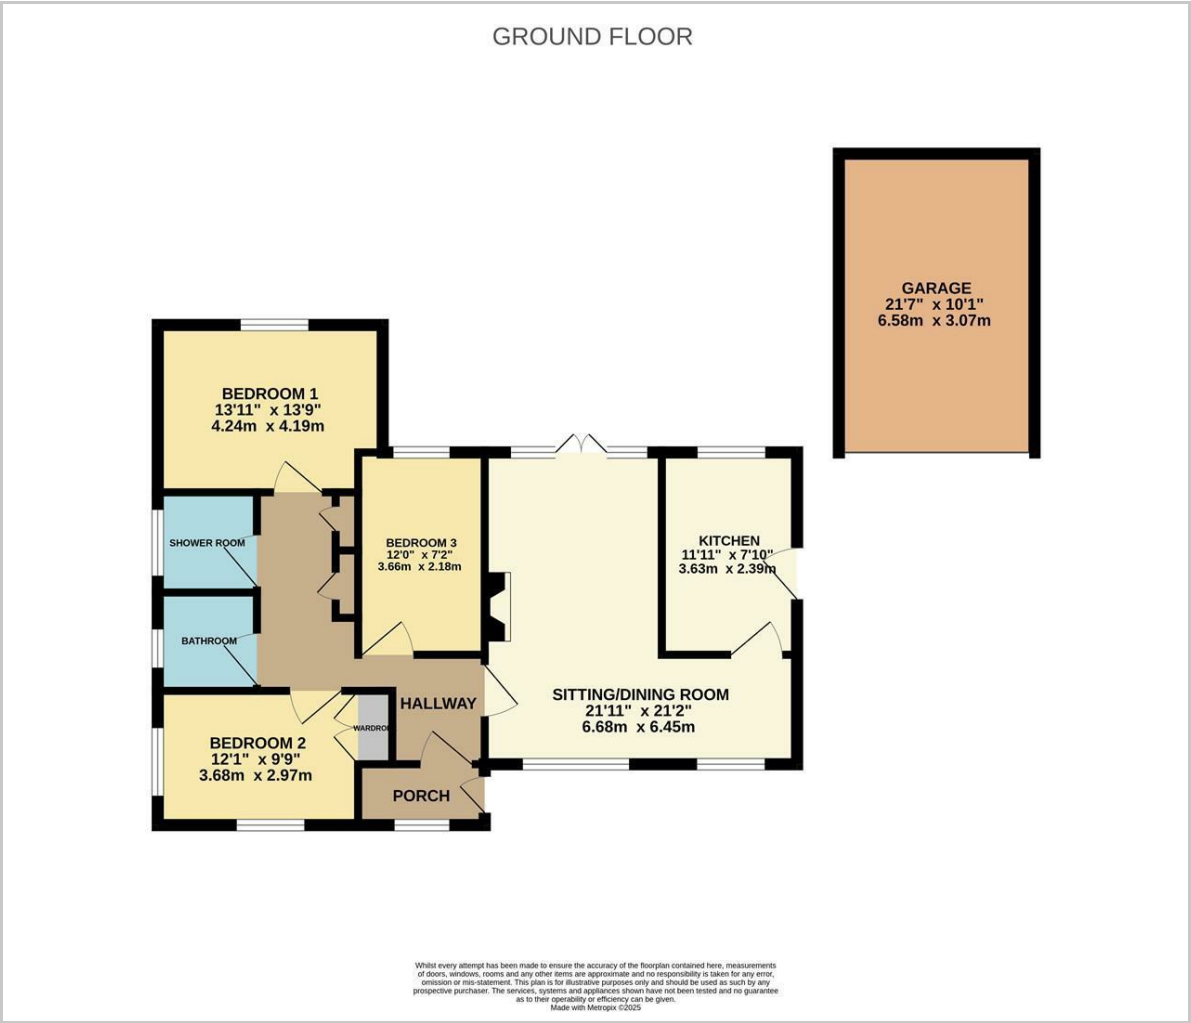 GROUND FLOOR
GARAGE
21'7" x 10'1"
6.58m x 3.07m
BEDROOM 1
13'11" x 13'9"
4.24m x 4.19m
SHOWER ROOM
BEDROOM 3
12'0" x 7'2"
3.66m x 2.18m
KITCHEN
11'11" x 7'10"
3.63m x 2.39m
BATHROOM
SITTING/DINING ROOM
21'11" x 21'2"
6.68m x 6.45m
HALLWAY
WARDROB
BEDROOM 2
12'1" x 9'9"
3.68m x 2.97m
PORCH
Whilst every attempt has been made to ensure the accuracy of the floorplan contained here, measurements
of doors, windows, rooms and any other items are approximate and no responsibility is taken for any error,
omission or mis-statement. This plan is for illustrative purposes only and should be used as such by any
prospective purchaser. The services, systems and appliances shown have not been tested and no guarantee
as to their operability or efficiency can be given.
Made with Metropix ©2025